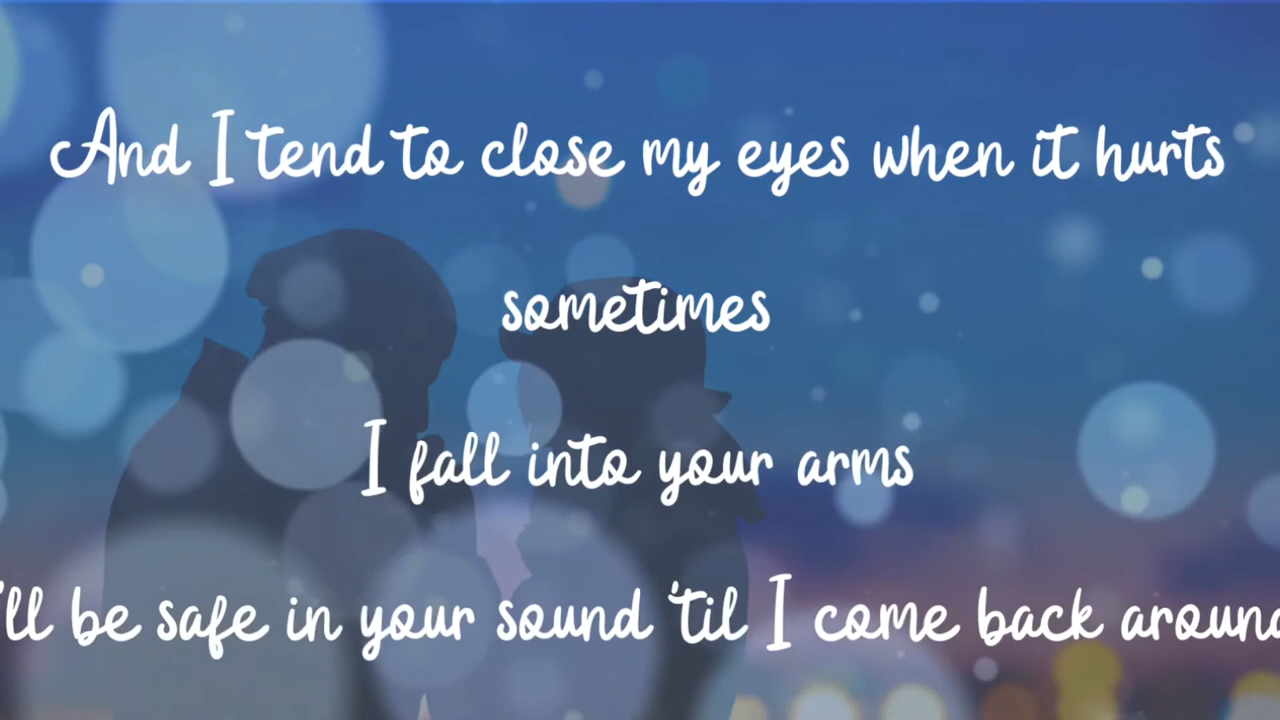 And I tend to close my eyes when it hurts
sometimes
I fall into your arms
'll be safe in your sound 'til I come back aroun